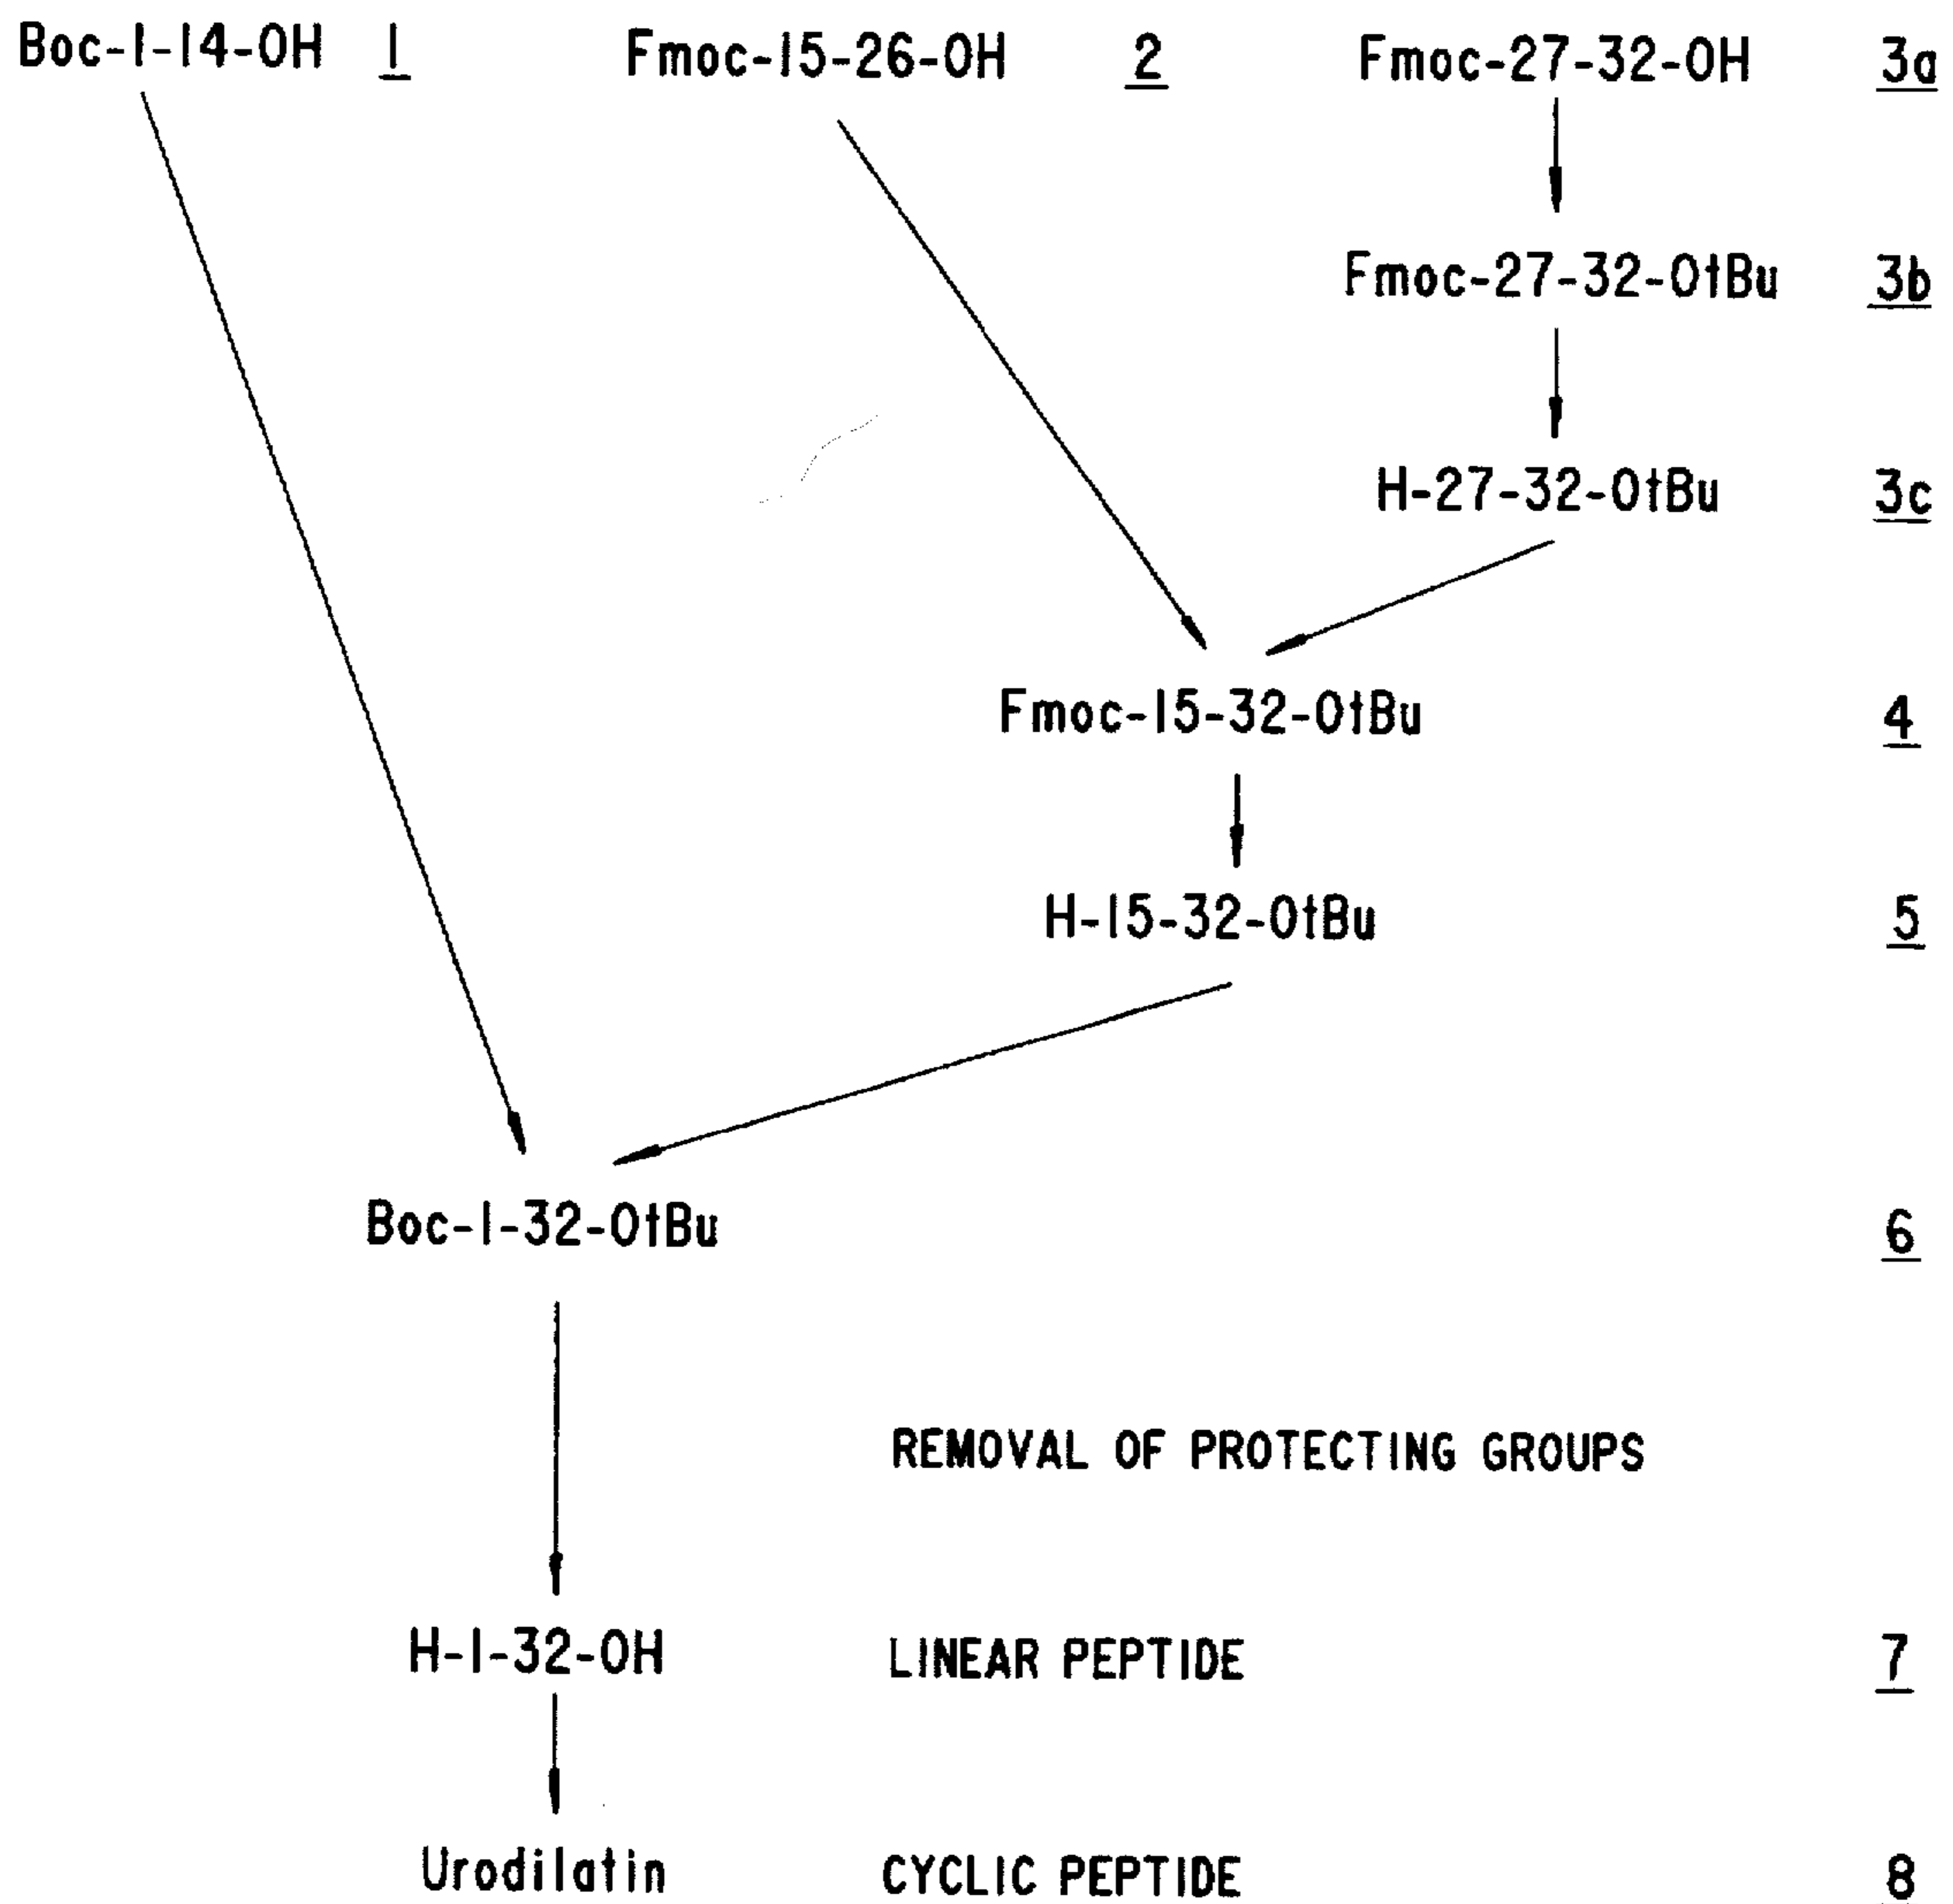 Boc-1-14-OH 1 Fmoc-15-26-OH 2 Fmoc-27-32-OH 3a
Fmoc-27-32-OtBu 3b
H-27-32-OtBu 3c
Fmoc-15-32-OtBu 4
H-15-32-OtBu 5
Boc-1-32-OtBu 6
REMOVAL OF PROTECTING GROUPS
H-1-32-OH LINEAR PEPTIDE 7
Urodilatin CYCLIC PEPTIDE 8